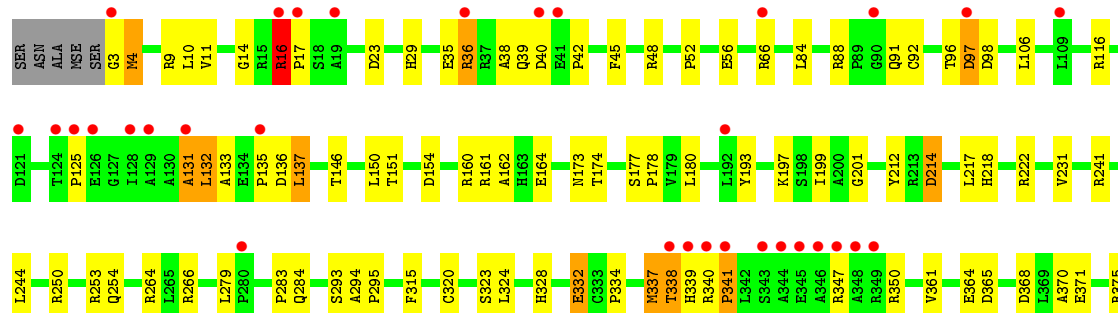 SER ASN ALA MSE SER G3 M4 R9 L10 V11 G14 R15 R16 P17 S18 A19 D23 H29 E35 R36 R37 A38 Q39 D40 E41 P42 F45 R48 P52 E56 R66 L84 R88 P89 G90 Q91 C92 T96 D97 D98 L106 L109 R116
D121 T124 P125 E126 G127 I128 A129 A130 A131 L132 A133 E134 P135 D136 L137 T146 L150 T151 D154 R160 R161 A162 H163 E164 N173 T174 S177 P178 V179 L180 L192 Y193 K197 S198 I199 A200 G201 Y212 R213 D214 L217 H218 R222 V231 R241
L244 R250 R253 Q254 R264 L265 R266 L279 P280 P283 Q284 S293 A294 P295 F315 C320 S323 L324 H328 E332 C333 P334 M337 T338 H339 R340 P341 L342 S343 A344 E345 A346 R347 A348 R349 R350 V361 E364 D365 D368 L369 A370 E371